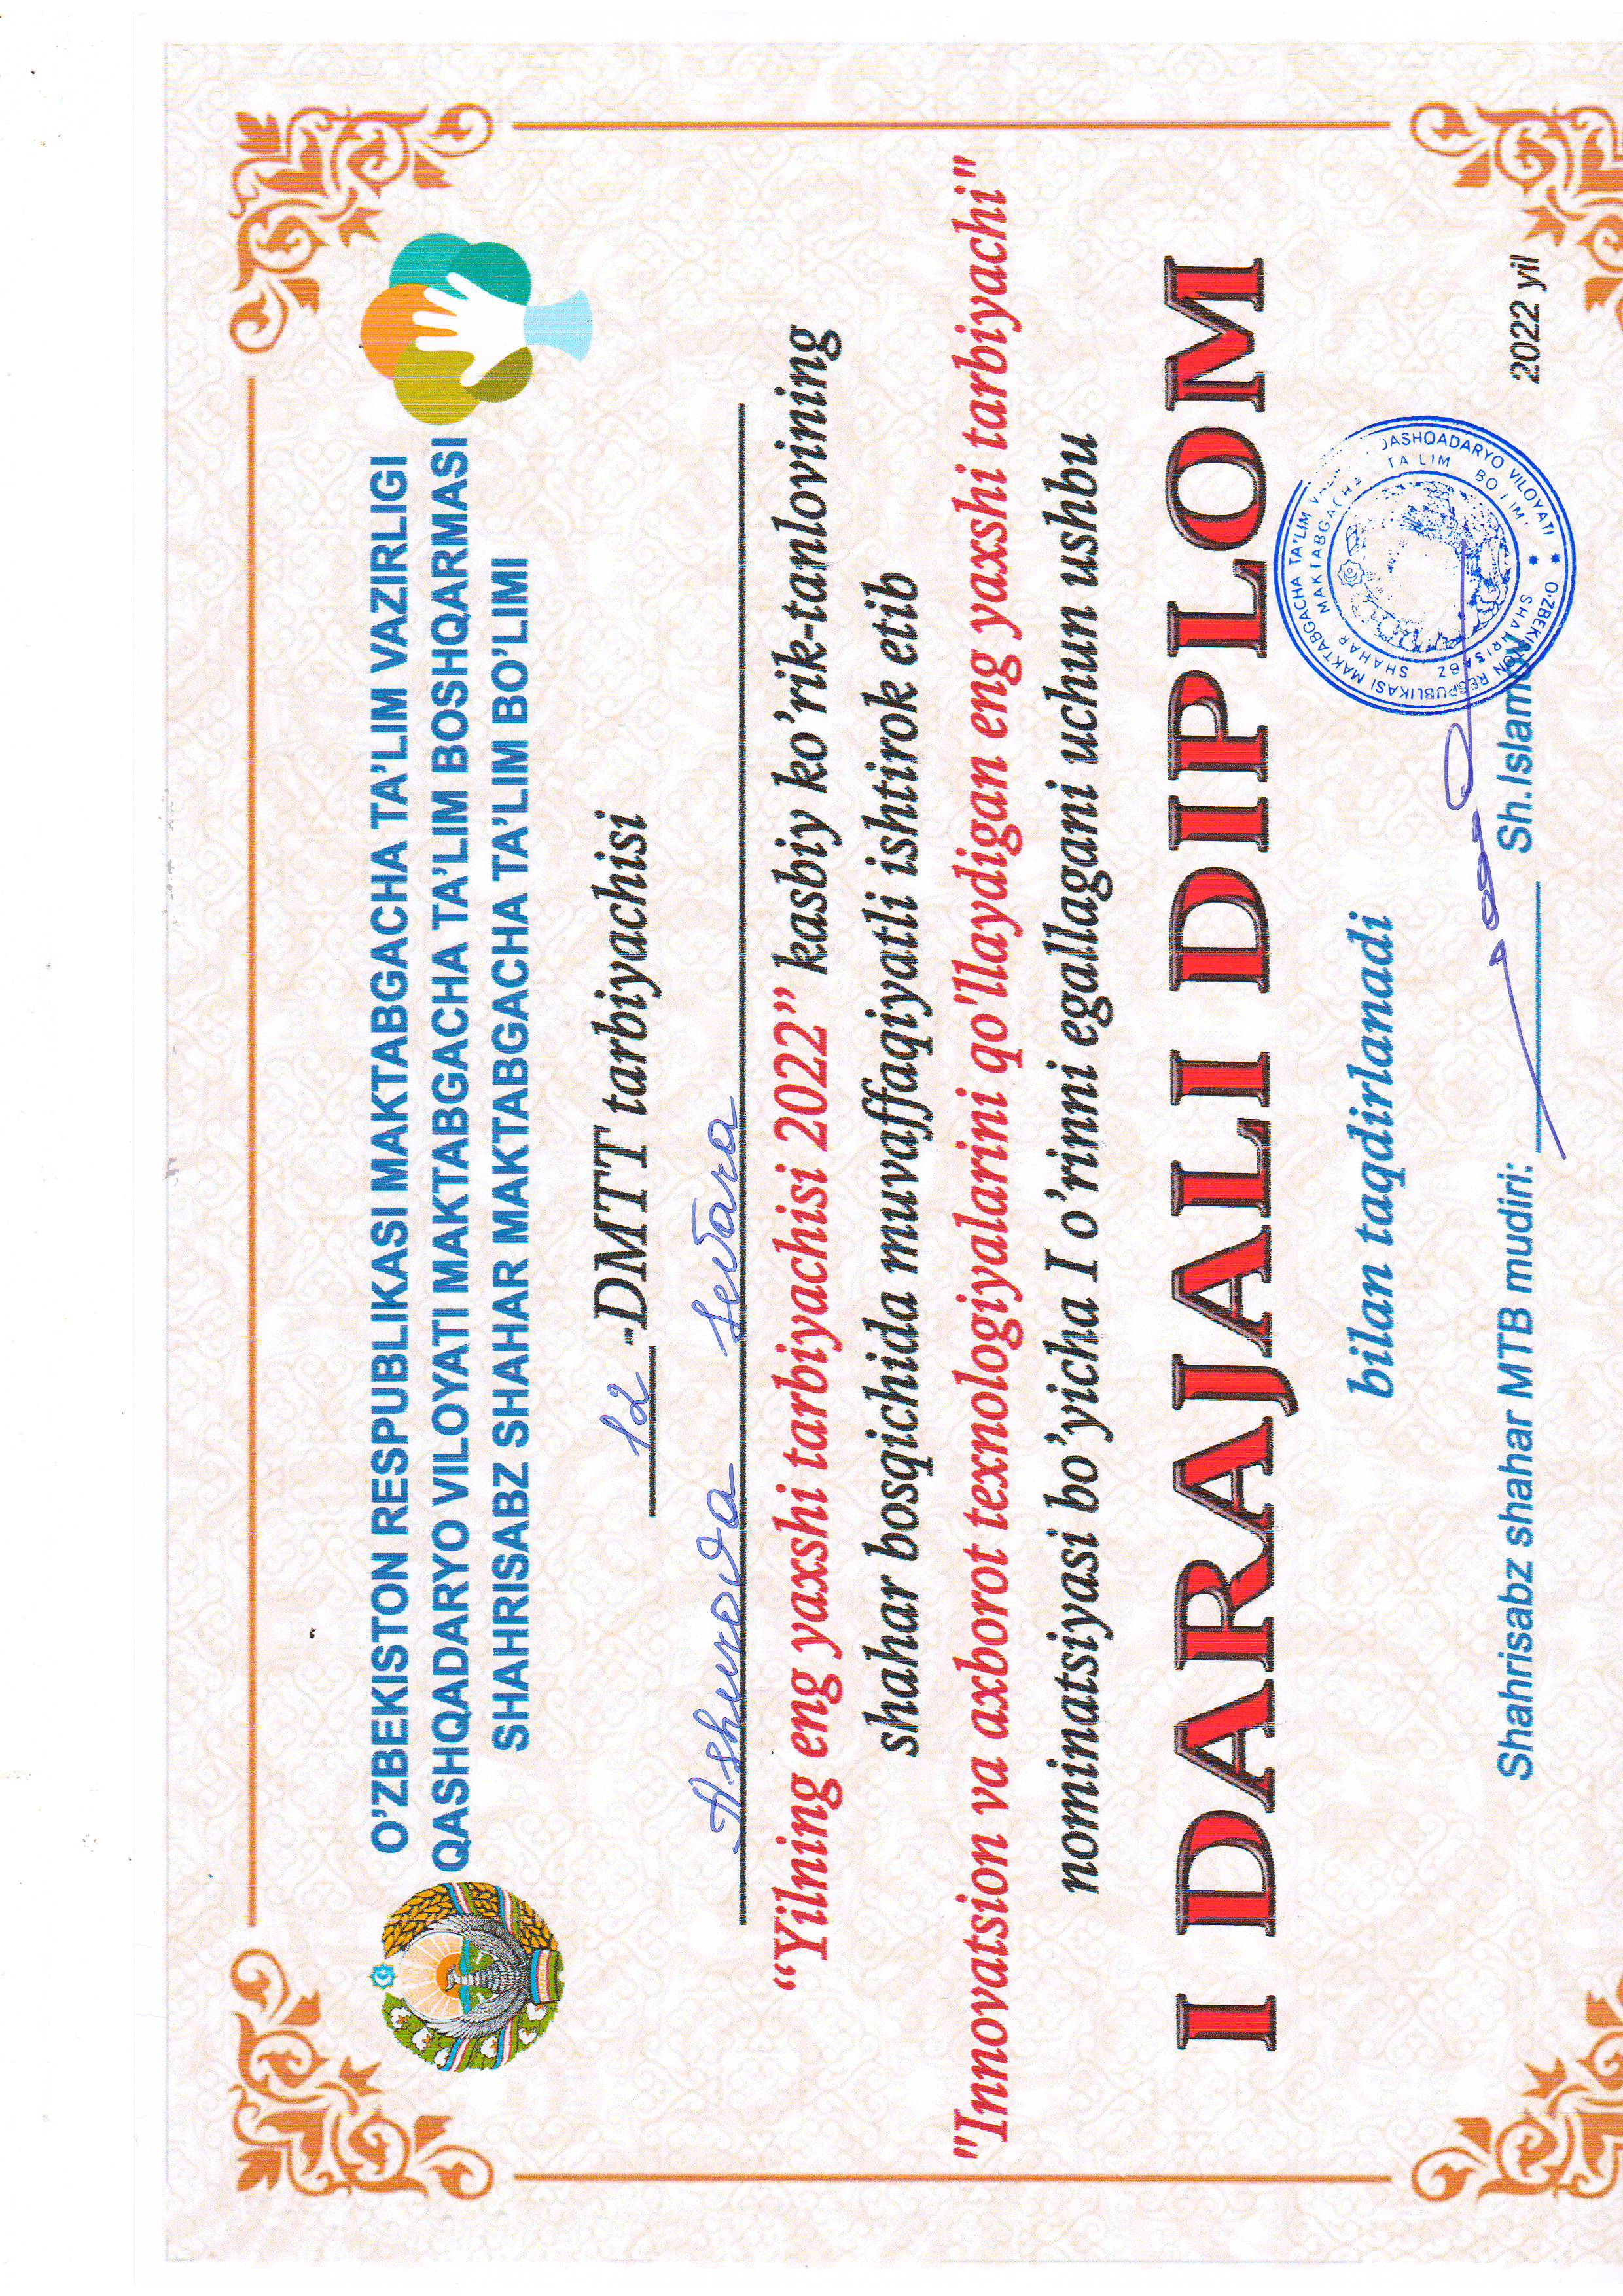 O'ZBEKISTON RESPUBLIKASI MAKTABGACHA TA'LIM VAZIRLIGI
QASHQADARYO VILOYATI MAKTABGACHA TA'LIM BOSHQARMASI
SHAHRISABZ SHAHAR MAKTABGACHA TA'LIM BO'LIMI
12 -DMTT tarbiyachisi
Ashurova Sevara
“Yilning eng yaxshi tarbiyachisi 2022” kasbiy ko’rik-tanlovining
shahar bosqichida muvaffaqiyatli ishtirok etib
"Innovatsion va axborot texnologiyalarini qo'llaydigan eng yaxshi tarbiyachi"
nominatsiyasi bo’yicha I o’rinni egallagani uchun ushbu
I DARAJALI DIPLOM
bilan taqdirlanadi
Shahrisabz shahar MTB mudiri: Sh.Islam
2022 yil
O'ZBEKISTON RESPUBLIKASI MAKTABGACHA TA'LIM QASHQADARYO VILOYATI
SHAHRISABZ SHAHAR MAKTABGACHA TA'LIM BO'LIMI